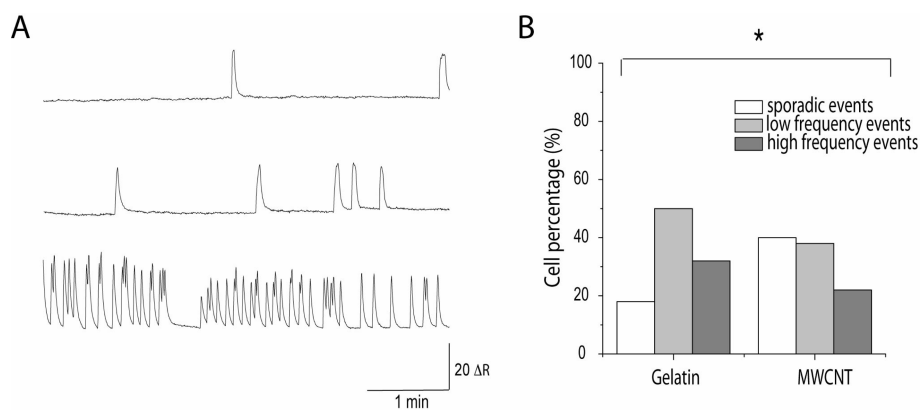 A
20 ΔR
1 min
B
*
100
80
60
40
20
0
Cell percentage (%)
sporadic events
low frequency events
high frequency events
Gelatin
MWCNT